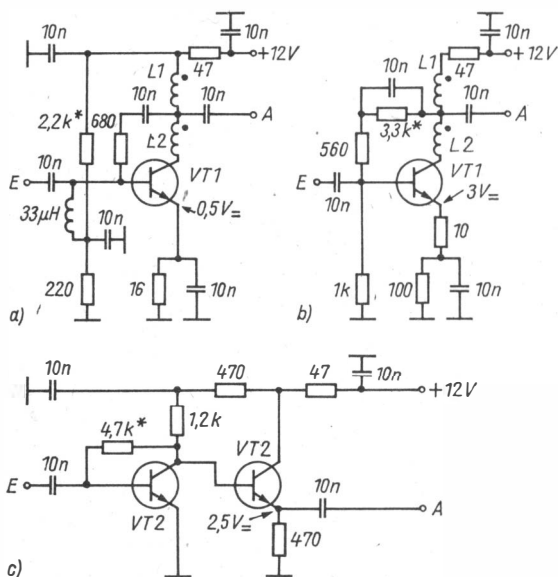 10n
10n
+12V
47
L1
10n
10n
A
2,2k*
680
L2
10n
E
VT1
33µH
0,5V=
10n
220
16
10n
a)
10n
+12V
L1
47
10n
10n
A
3,3k*
L2
560
VT1
E
10n
3V=
10
1k
100
10n
b)
10n
470
47
10n
+12V
4,7k*
1,2k
VT2
10n
E
10n
A
VT2
2,5V=
470
c)